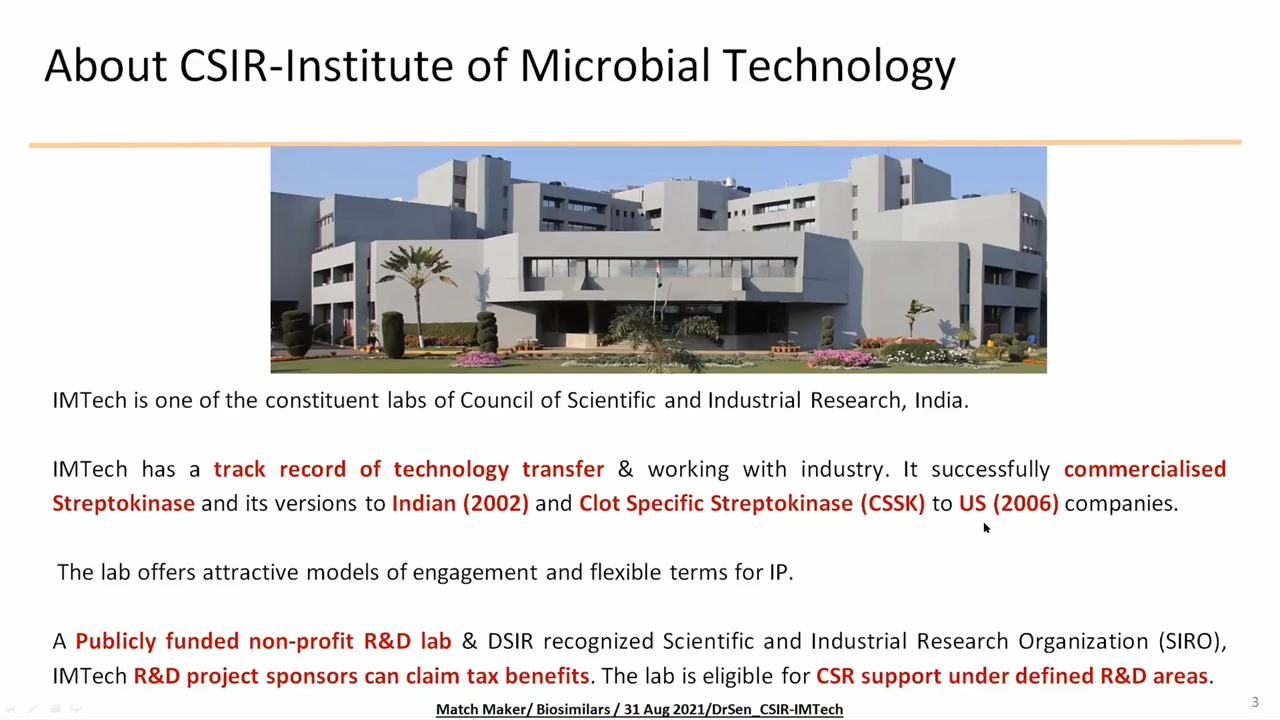 About CSIR-Institute of Microbial Technology
IMTech is one of the constituent labs of Council of Scientific and Industrial Research, India.
IMTech has a track record of technology transfer & working with industry. It successfully commercialised
Streptokinase and its versions to Indian (2002) and Clot Specific Streptokinase (CSSK) to US (2006) companies.
The lab offers attractive models of engagement and flexible terms for IP.
A Publicly funded non-profit R&D lab & DSIR recognized Scientific and Industrial Research Organization (SIRO),
IMTech R&D project sponsors can claim tax benefits. The lab is eligible for CSR support under defined R&D areas.
Match Maker/ Biosimilars / 31 Aug 2021/DrSen_CSIR-IMTech
3